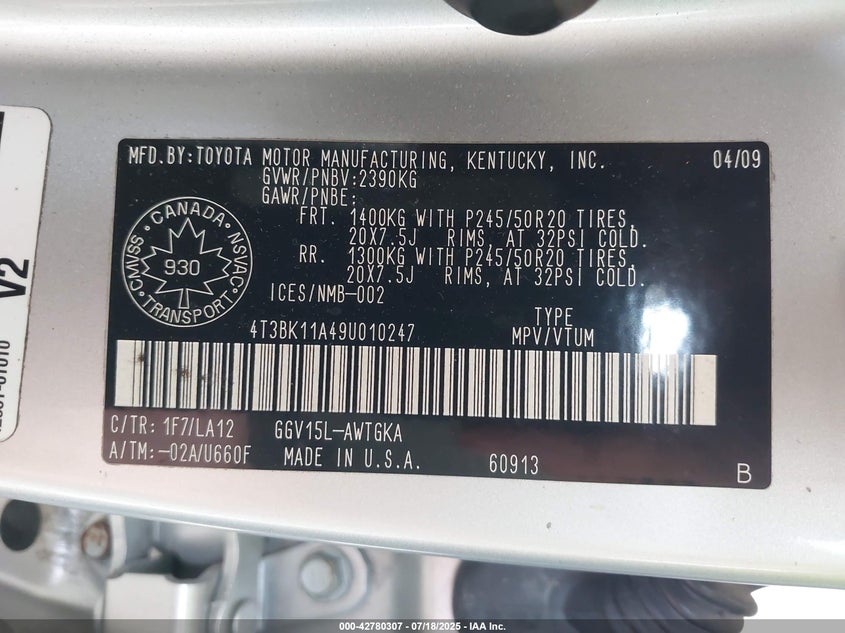 MFD.BY:TOYOTA MOTOR MANUFACTURING, KENTUCKY, INC. 04/09
GVWR/PNBV:2390KG
GAWR/PNBE:
FRT. 1400KG WITH P245/50R20 TIRES,
20X7.5J RIMS, AT 32PSI COLD.
RR. 1300KG WITH P245/50R20 TIRES,
20X7.5J RIMS, AT 32PSI COLD.
ICES/NMB-002
CANADA
CMVSS 930 NSVAC
TRANSPORT
TYPE
4T3BK11A49U010247 MPV/VTUM
C/TR: 1F7/LA12 GGV15L-AWTGKA
A/TM:-02A/U660F MADE IN U.S.A. 60913 B
V2
000-42780307 / 07/18/2025 — IAA Inc.